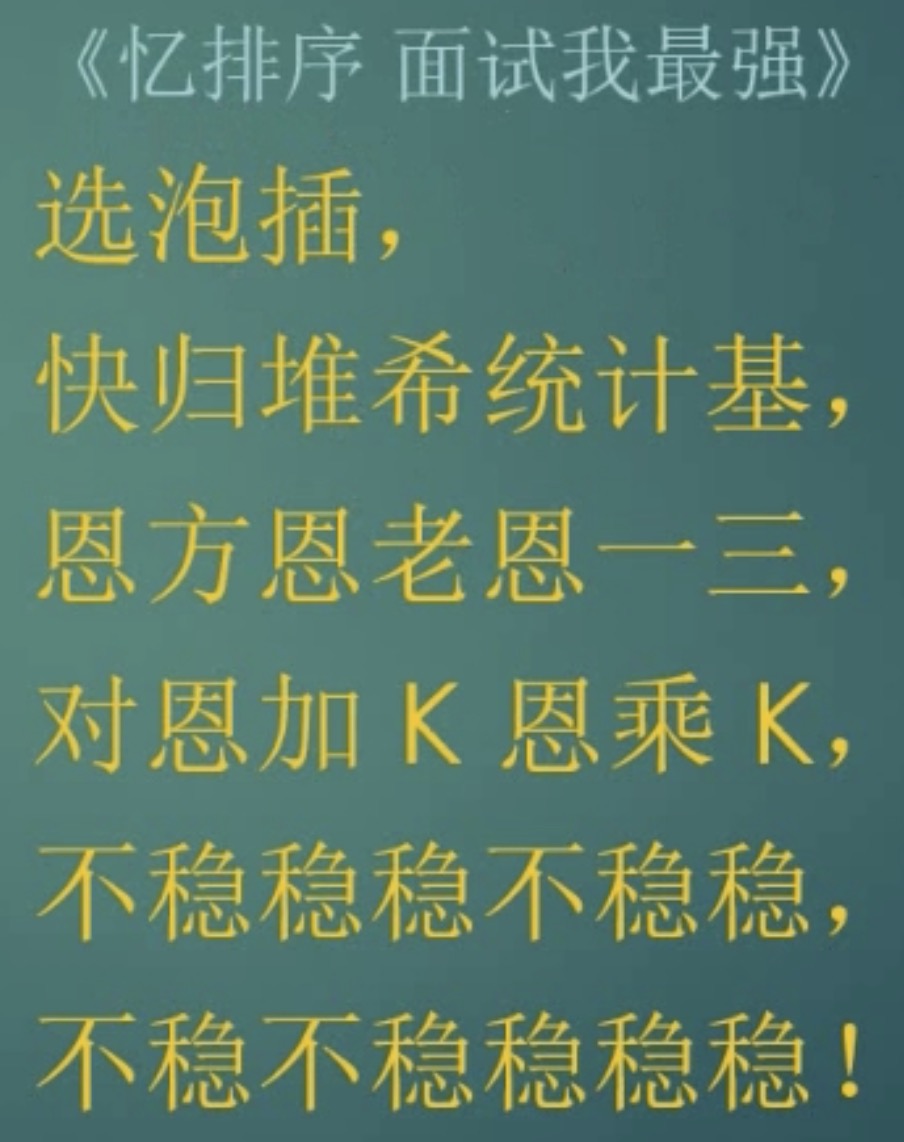 《忆排序 面试我最强》
选泡插，
快归堆希统计基，
恩方恩老恩一三，
对恩加K恩乘K，
不稳稳稳不稳稳，
不稳不稳稳稳稳！